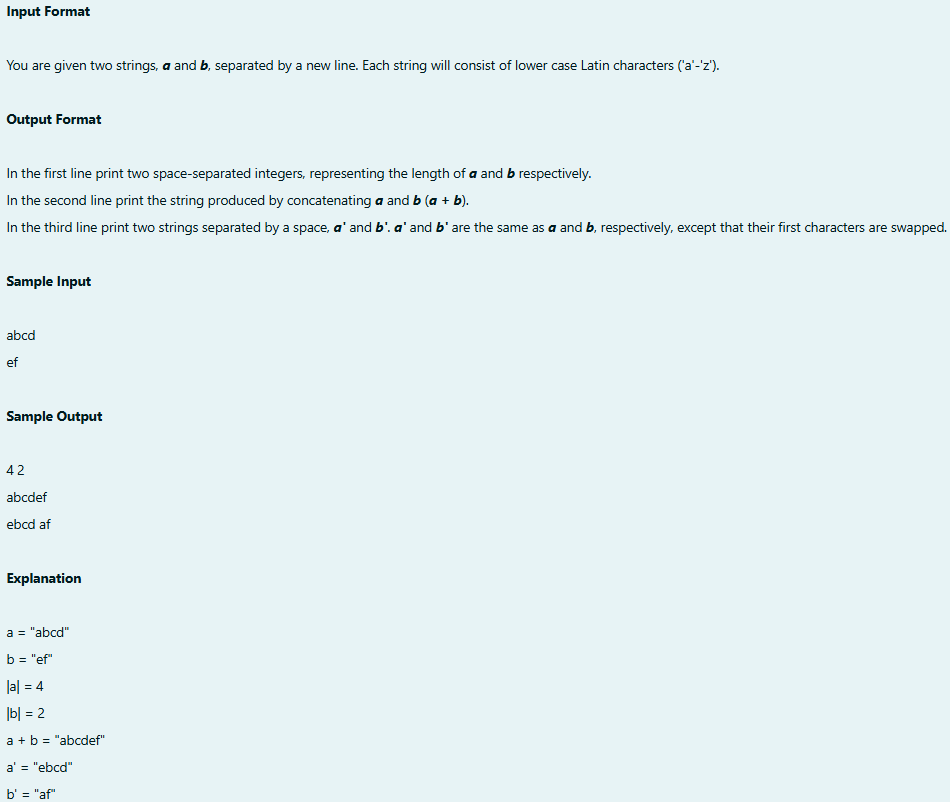 Input Format
You are given two strings, a and b, separated by a new line. Each string will consist of lower case Latin characters ('a'-'z').
Output Format
In the first line print two space-separated integers, representing the length of a and b respectively.
In the second line print the string produced by concatenating a and b (a + b).
In the third line print two strings separated by a space, a' and b'. a' and b' are the same as a and b, respectively, except that their first characters are swapped.
Sample Input
abcd
ef
Sample Output
4 2
abcdef
ebcd af
Explanation
a = "abcd"
b = "ef"
|a| = 4
|b| = 2
a + b = "abcdef"
a' = "ebcd"
b' = "af"